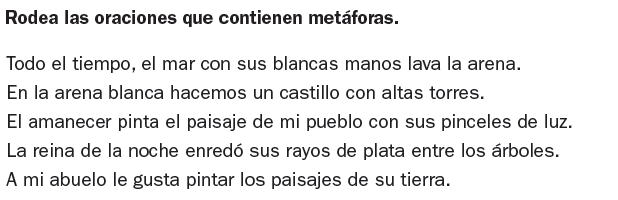 Rodea las oraciones que contienen metáforas.
Todo el tiempo, el mar con sus blancas manos lava la arena.
En la arena blanca hacemos un castillo con altas torres.
El amanecer pinta el paisaje de mi pueblo con sus pinceles de luz.
La reina de la noche enredó sus rayos de plata entre los árboles.
A mi abuelo le gusta pintar los paisajes de su tierra.